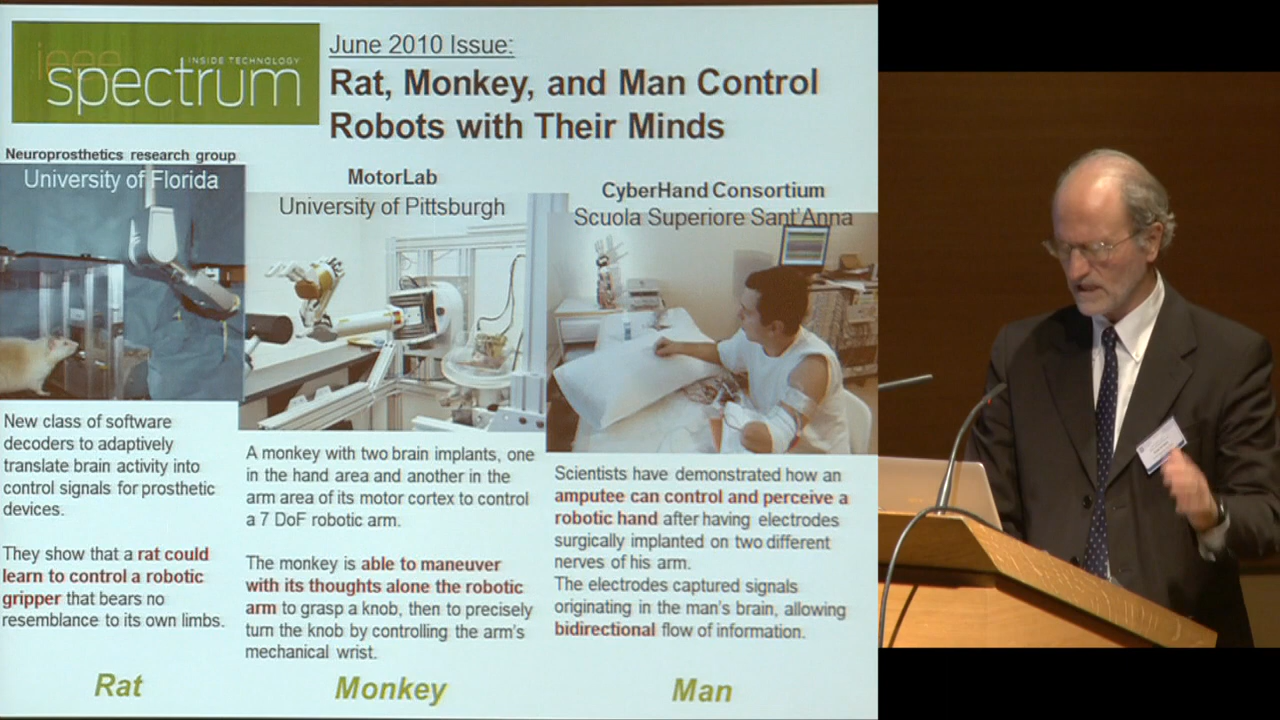 ieee
INSIDE TECHNOLOGY
spectrum
June 2010 Issue:
Rat, Monkey, and Man Control
Robots with Their Minds
Neuroprosthetics research group
University of Florida
New class of software
decoders to adaptively
translate brain activity into
control signals for prosthetic
devices.
They show that a rat could
learn to control a robotic
gripper that bears no
resemblance to its own limbs.
Rat
MotorLab
University of Pittsburgh
A monkey with two brain implants, one
in the hand area and another in the
arm area of its motor cortex to control
a 7 DoF robotic arm.
The monkey is able to maneuver
with its thoughts alone the robotic
arm to grasp a knob, then to precisely
turn the knob by controlling the arm's
mechanical wrist.
Monkey
CyberHand Consortium
Scuola Superiore Sant'Anna
Scientists have demonstrated how an
amputee can control and perceive a
robotic hand after having electrodes
surgically implanted on two different
nerves of his arm.
The electrodes captured signals
originating in the man's brain, allowing
bidirectional flow of information.
Man